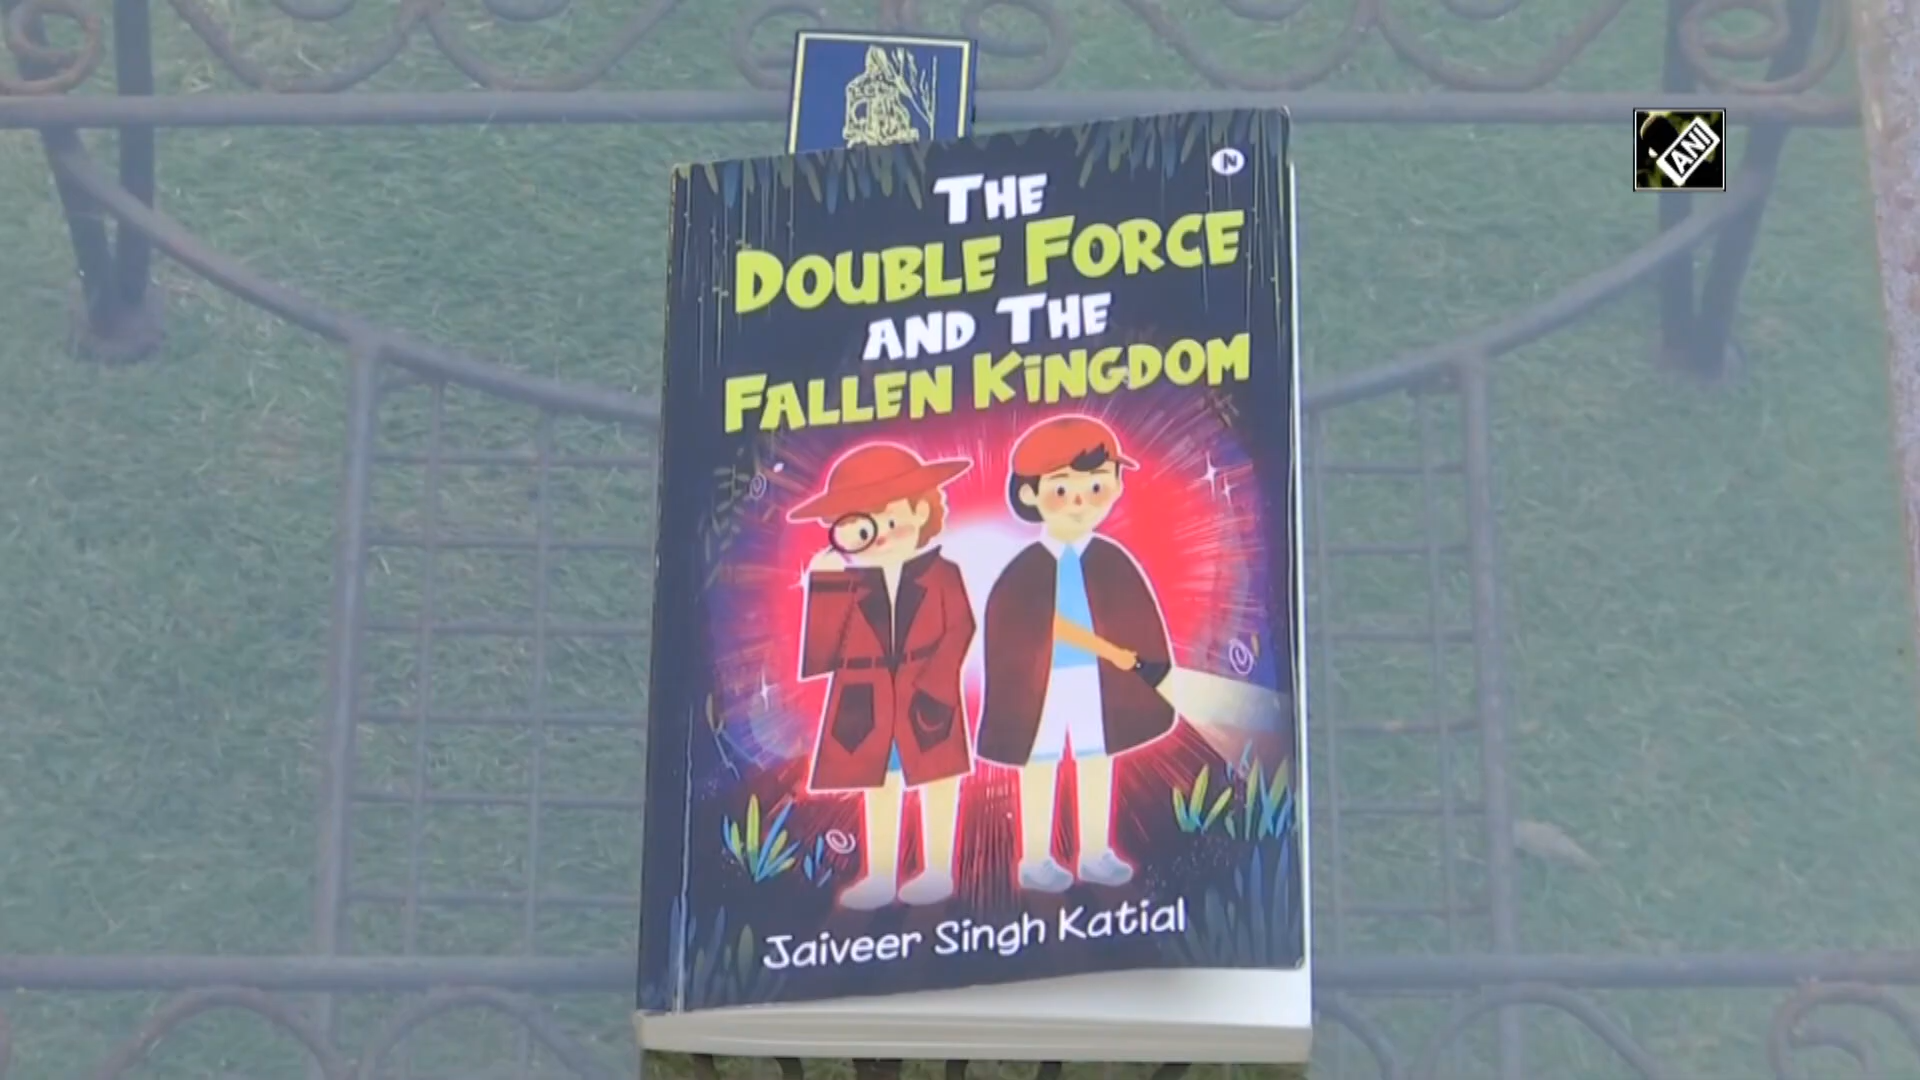 ANI
N
THE
DOUBLE FORCE
AND THE
FALLEN KiNGDOM
Jaiveer Singh Katial